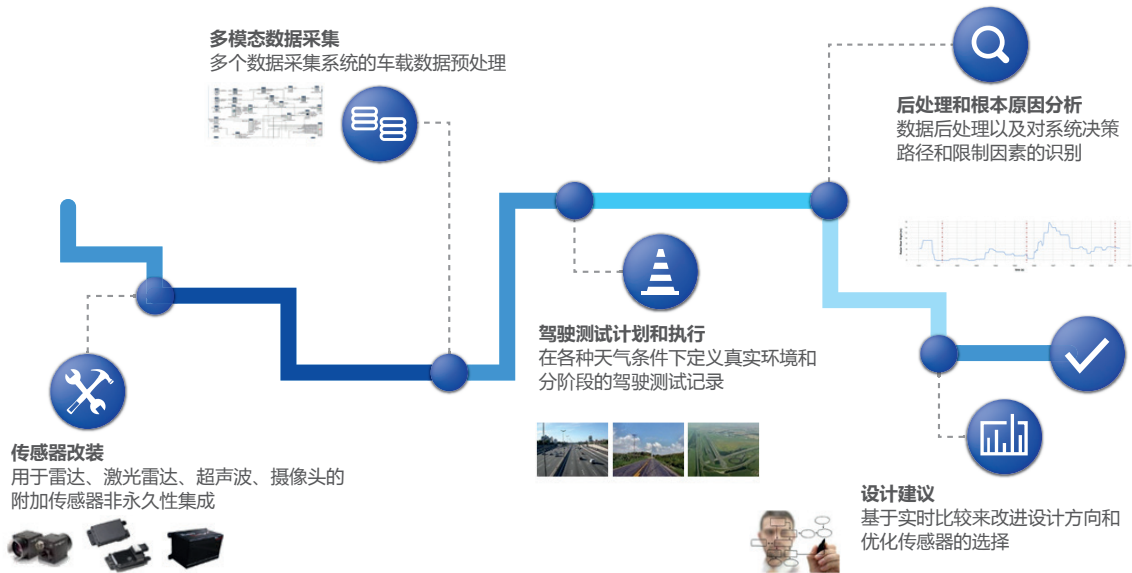 多模态数据采集
多个数据采集系统的车载数据预处理
后处理和根本原因分析
数据后处理以及对系统决策
路径和限制因素的识别
驾驶测试计划和执行
在各种天气条件下定义真实环境和
分阶段的驾驶测试记录
传感器改装
用于雷达、激光雷达、超声波、摄像头的
附加传感器非永久性集成
设计建议
基于实时比较来改进设计方向和
优化传感器的选择